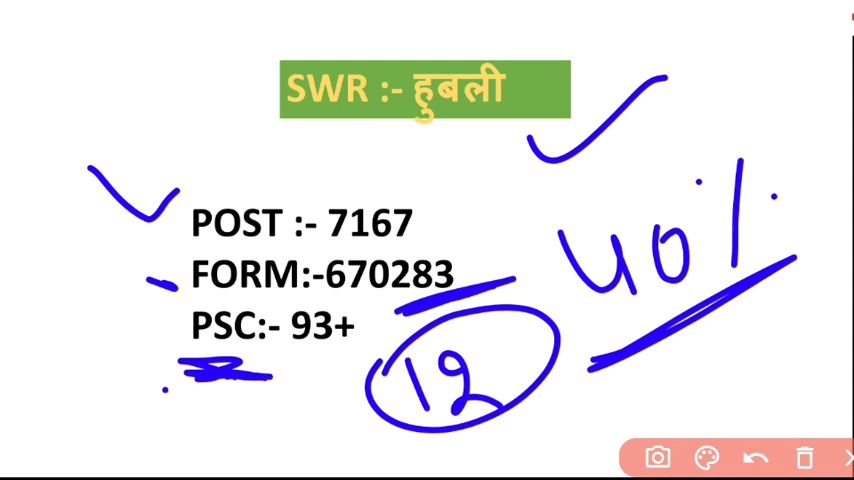 SWR :- हुबली
POST :- 7167
FORM:-670283
PSC:- 93+
40%
12